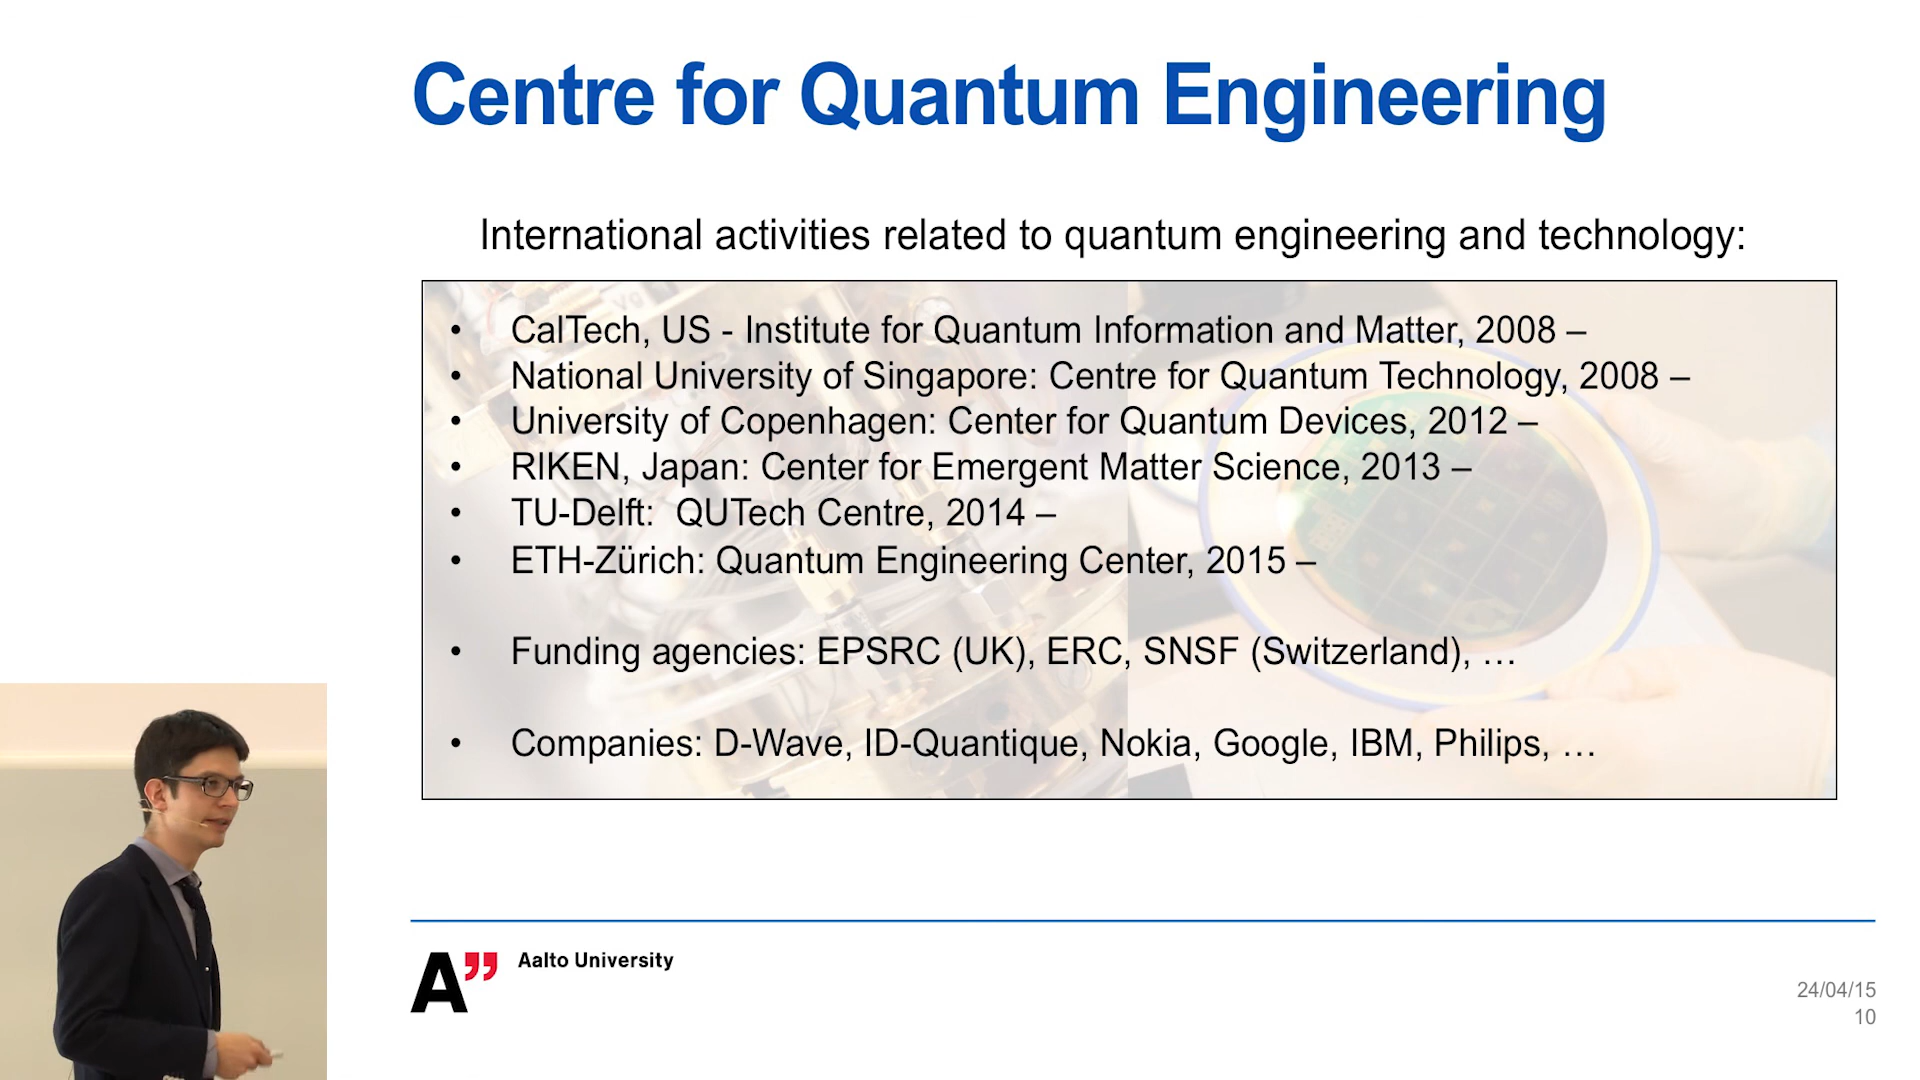 Centre for Quantum Engineering
International activities related to quantum engineering and technology:
• CalTech, US - Institute for Quantum Information and Matter, 2008 –
• National University of Singapore: Centre for Quantum Technology, 2008 –
• University of Copenhagen: Center for Quantum Devices, 2012 –
• RIKEN, Japan: Center for Emergent Matter Science, 2013 –
• TU-Delft: QUTech Centre, 2014 –
• ETH-Zürich: Quantum Engineering Center, 2015 –
• Funding agencies: EPSRC (UK), ERC, SNSF (Switzerland), …
• Companies: D-Wave, ID-Quantique, Nokia, Google, IBM, Philips, …
A” Aalto University
24/04/15
10